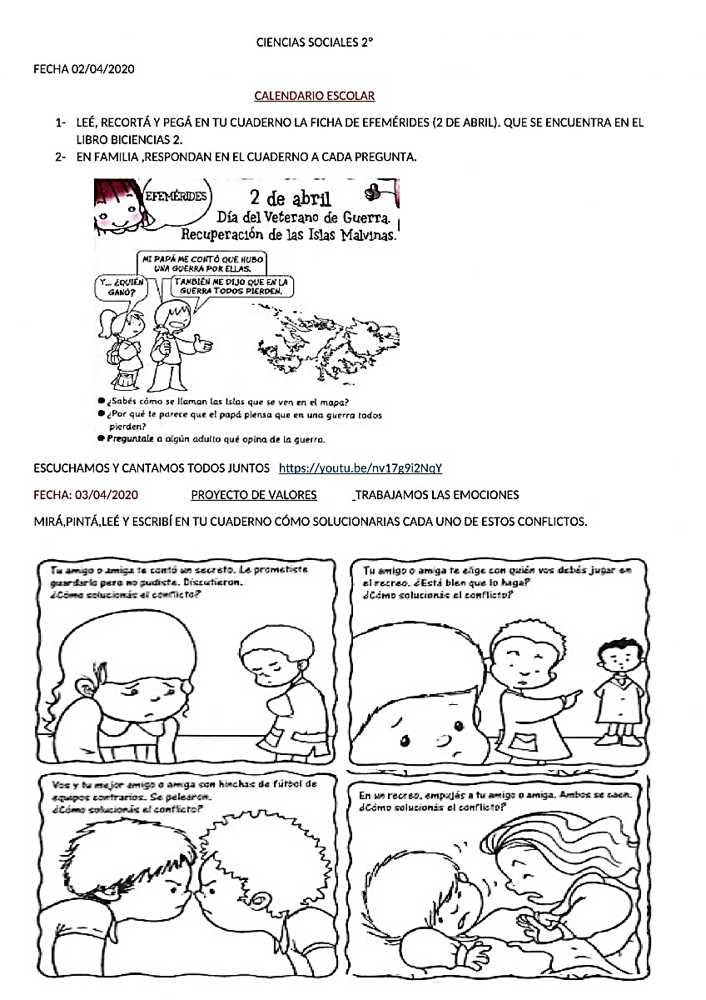 CIENCIAS SOCIALES 2°
FECHA 02/04/2020
CALENDARIO ESCOLAR
1- LEÉ, RECORTÁ Y PEGÁ EN TU CUADERNO LA FICHA DE EFEMÉRIDES (2 DE ABRIL). QUE SE ENCUENTRA EN EL
LIBRO BICIENCIAS 2.
2- EN FAMILIA ,RESPONDAN EN EL CUADERNO A CADA PREGUNTA.
EFEMÉRIDES
2 de abril
Día del Veterano de Guerra.
Recuperación de las Islas Malvinas.
MI PAPÁ ME CONTÓ QUE HUBO
UNA GUERRA POR ELLAS.
Y... ¿QUIÉN
GANÓ?
TAMBIÉN ME DIJO QUE EN LA
GUERRA TODOS PIERDEN.
● ¿Sabés cómo se llaman las Islas que se ven en el mapa?
● ¿Por qué te parece que el papá piensa que en una guerra todos
pierden?
● Preguntale a algún adulto qué opina de la guerra.
ESCUCHAMOS Y CANTAMOS TODOS JUNTOS https://youtu.be/nv17g9i2NqY
FECHA: 03/04/2020 PROYECTO DE VALORES _TRABAJAMOS LAS EMOCIONES
MIRÁ,PINTÁ,LEÉ Y ESCRIBÍ EN TU CUADERNO CÓMO SOLUCIONARIAS CADA UNO DE ESTOS CONFLICTOS.
Tu amigo o amiga te contó un secreto. Le prometiste
guardarlo pero no pudiste. Discutieron.
¿Cómo solucionás el conflicto?
Tu amigo o amiga te elige con quién vos debés jugar en
el recreo. ¿Está bien que lo haga?
¿Cómo solucionás el conflicto?
Vos y tu mejor amigo o amiga son hinchas de fútbol de
equipos contrarios. Se pelearon.
¿Cómo solucionás el conflicto?
En un recreo, empujás a tu amigo o amiga. Ambos se caen.
¿Cómo solucionás el conflicto?